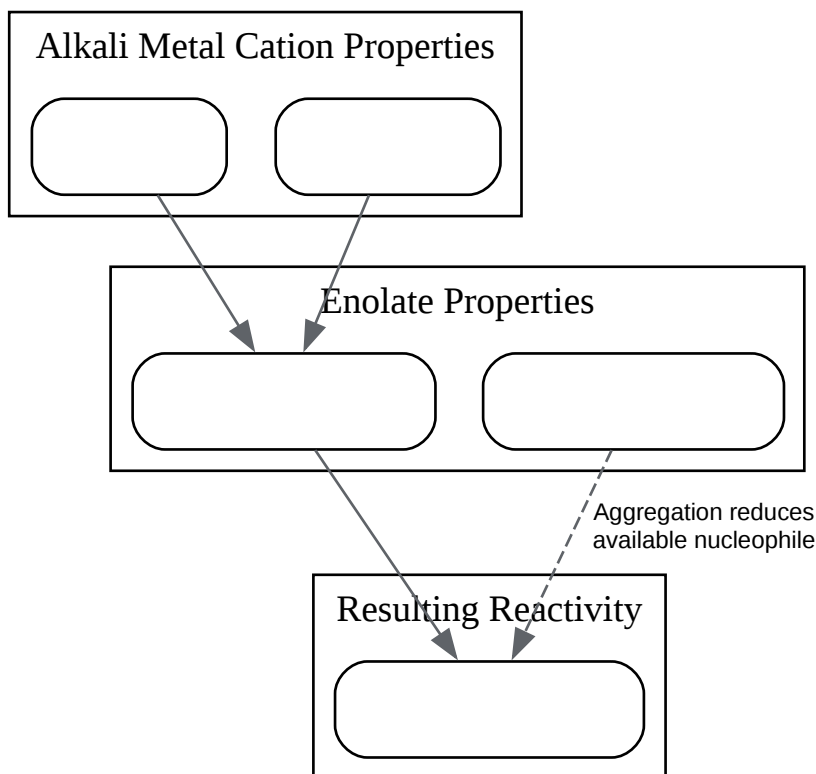 Alkali Metal Cation Properties
Enolate Properties
Aggregation reduces
available nucleophile
Resulting Reactivity